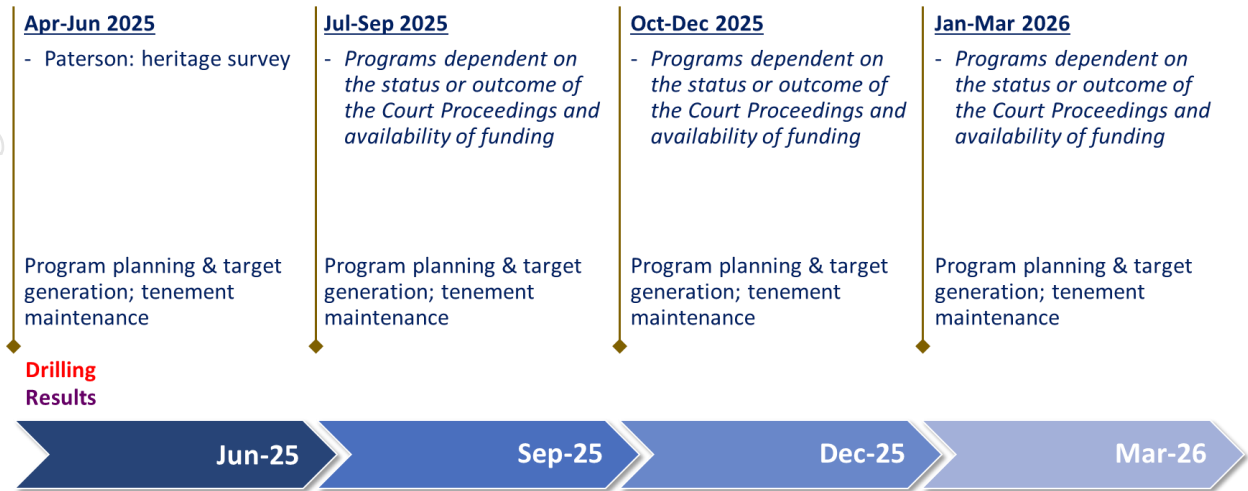 Apr-Jun 2025
- Paterson: heritage survey
Program planning & target
generation; tenement
maintenance
Jul-Sep 2025
- Programs dependent on
the status or outcome of
the Court Proceedings and
availability of funding
Program planning & target
generation; tenement
maintenance
Oct-Dec 2025
- Programs dependent on
the status or outcome of
the Court Proceedings and
availability of funding
Program planning & target
generation; tenement
maintenance
Jan-Mar 2026
- Programs dependent on
the status or outcome of
the Court Proceedings and
availability of funding
Program planning & target
generation; tenement
maintenance
Drilling
Results
Jun-25
Sep-25
Dec-25
Mar-26